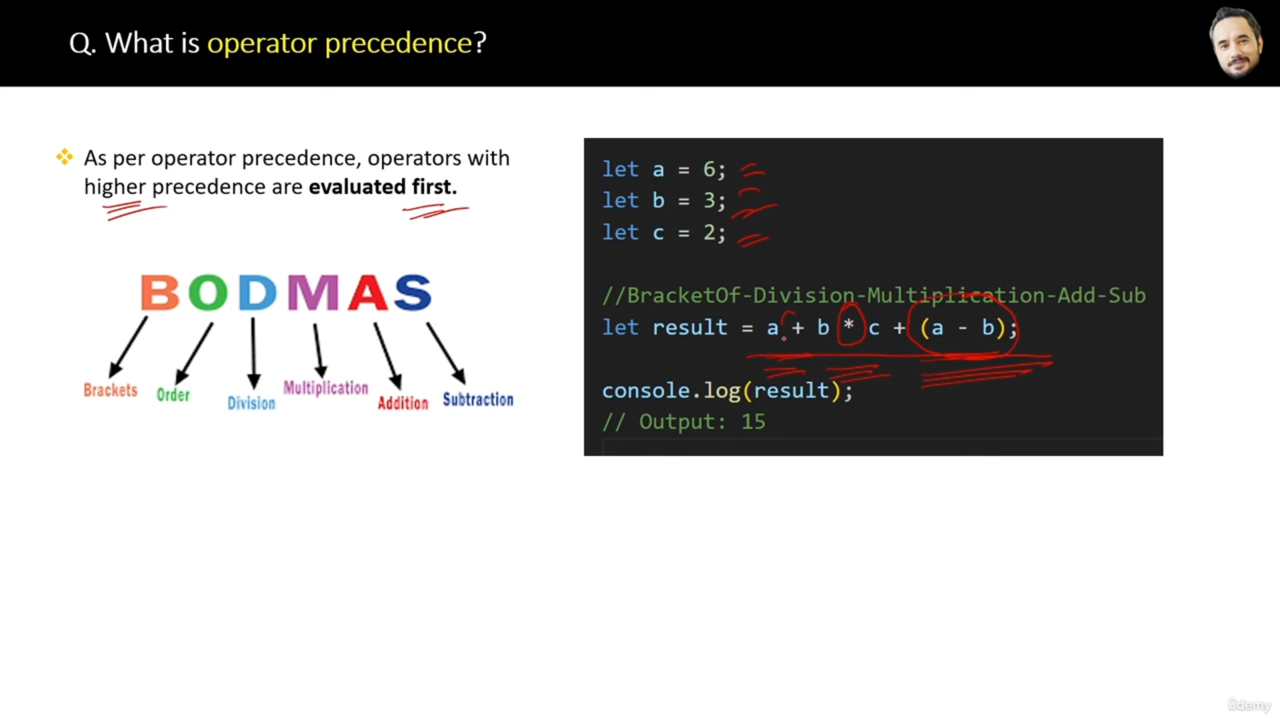 Q. What is operator precedence?
As per operator precedence, operators with
higher precedence are evaluated first.
BODMAS
Brackets
Order
Division
Multiplication
Addition
Subtraction
let a = 6;
let b = 3;
let c = 2;
//BracketOf-Division-Multiplication-Add-Sub
let result = a + b * c + (a - b);
console.log(result);
// Output: 15
ûdemy